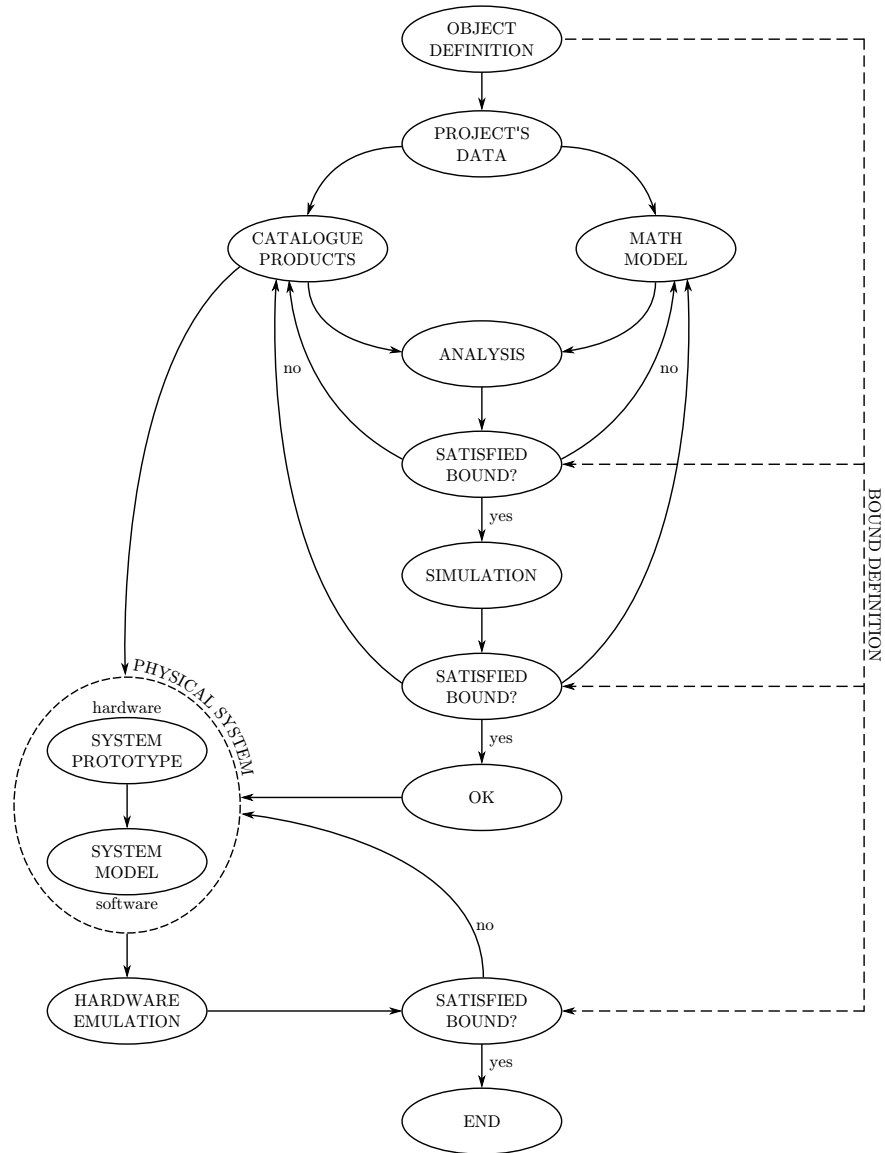 OBJECT
DEFINITION
PROJECT'S
DATA
CATALOGUE
PRODUCTS
MATH
MODEL
ANALYSIS
no
no
SATISFIED
BOUND?
yes
SIMULATION
BOUND DEFINITION
SATISFIED
BOUND?
PHYSICAL SYSTEM
hardware
SYSTEM
PROTOTYPE
yes
OK
SYSTEM
MODEL
software
no
HARDWARE
EMULATION
SATISFIED
BOUND?
yes
END